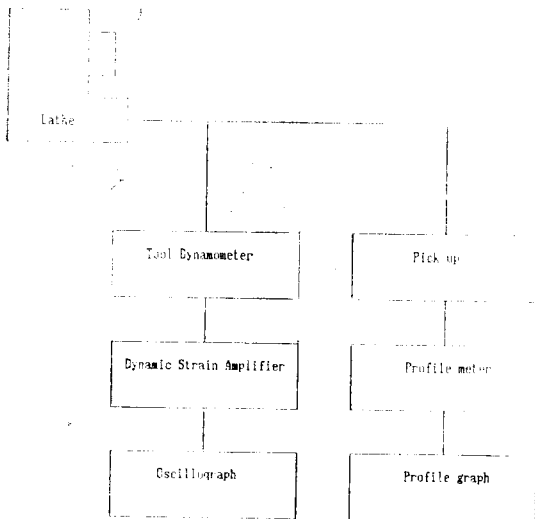 Lathe
Tool Dynamometer
Pick up
Dynamic Strain Amplifier
Profile meter
Oscillograph
Profile graph